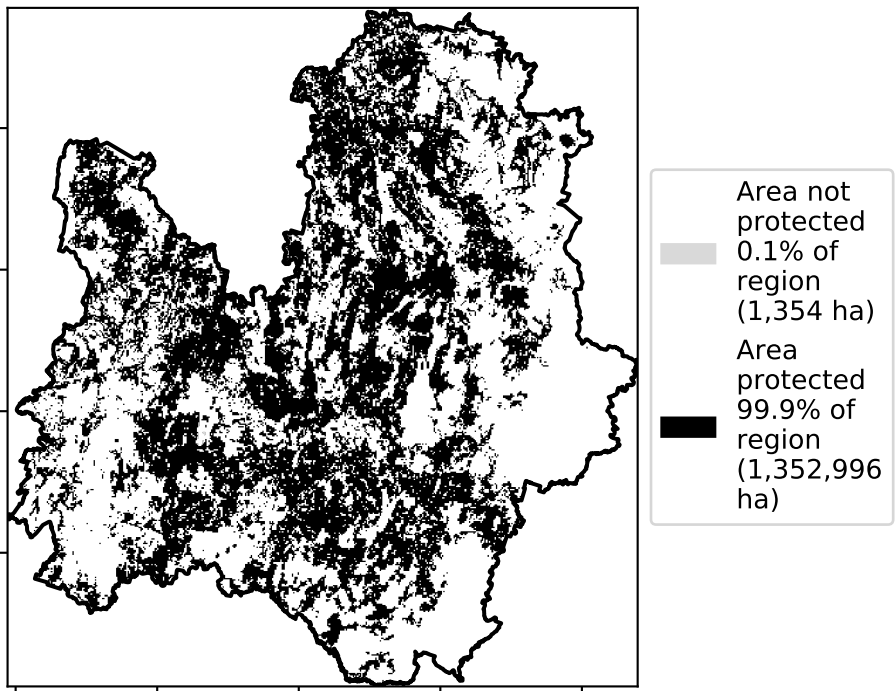 Area not
protected
0.1% of
region
(1,354 ha)
Area
protected
99.9% of
region
(1,352,996
ha)